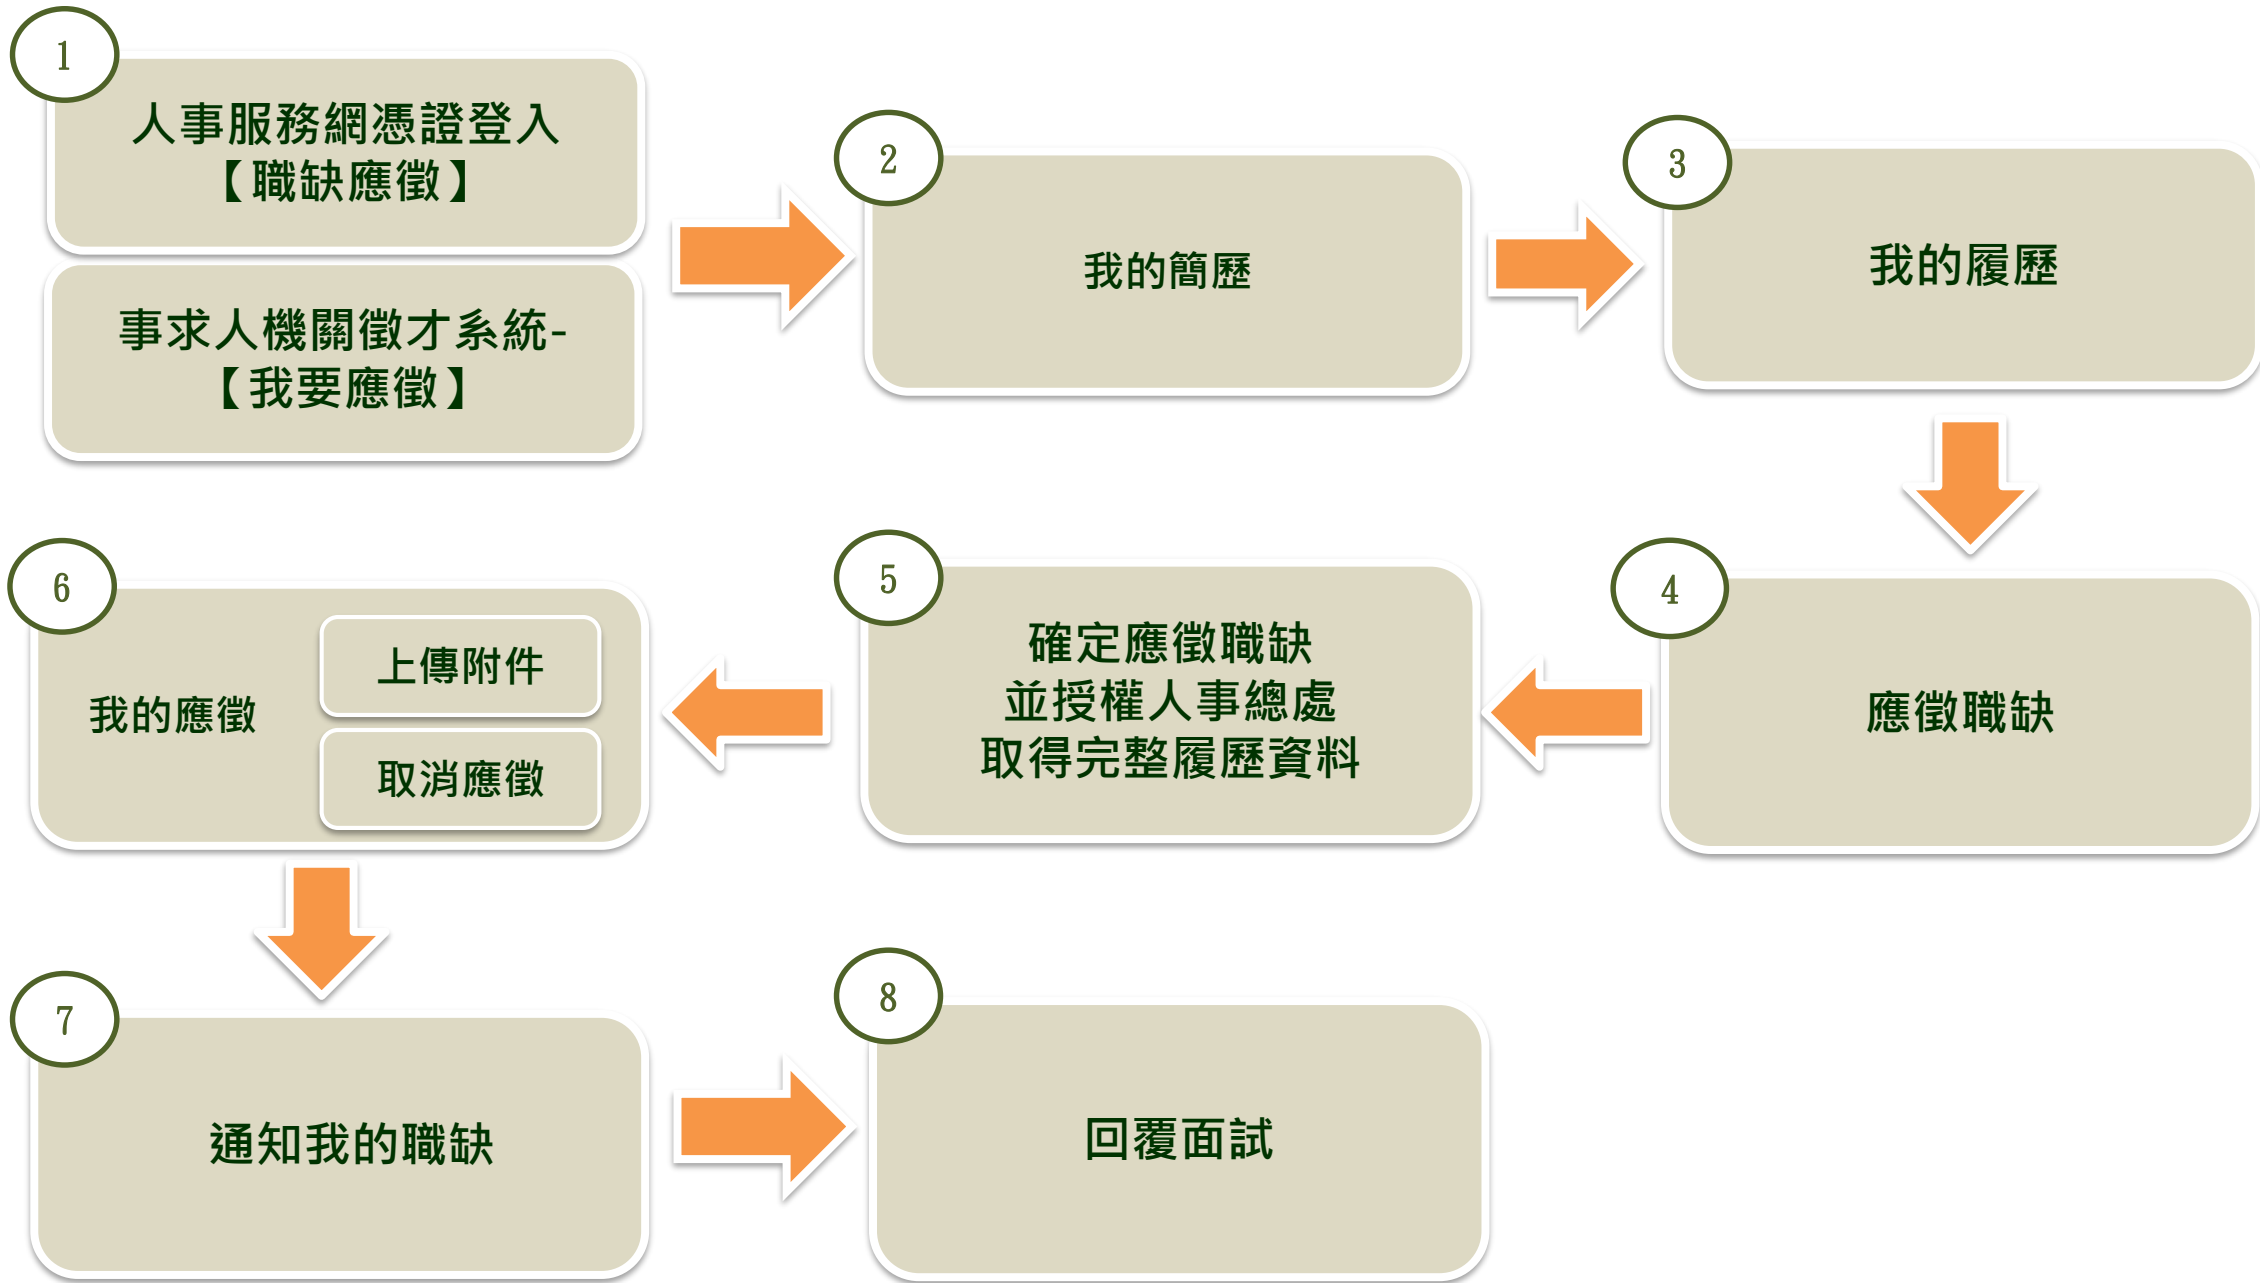 1
人事服務網憑證登入
【職缺應徵】
事求人機關徵才系統-
【我要應徵】
2
我的簡歷
3
我的履歷
4
應徵職缺
5
確定應徵職缺
並授權人事總處
取得完整履歷資料
6
我的應徵
上傳附件
取消應徵
7
通知我的職缺
8
回覆面試